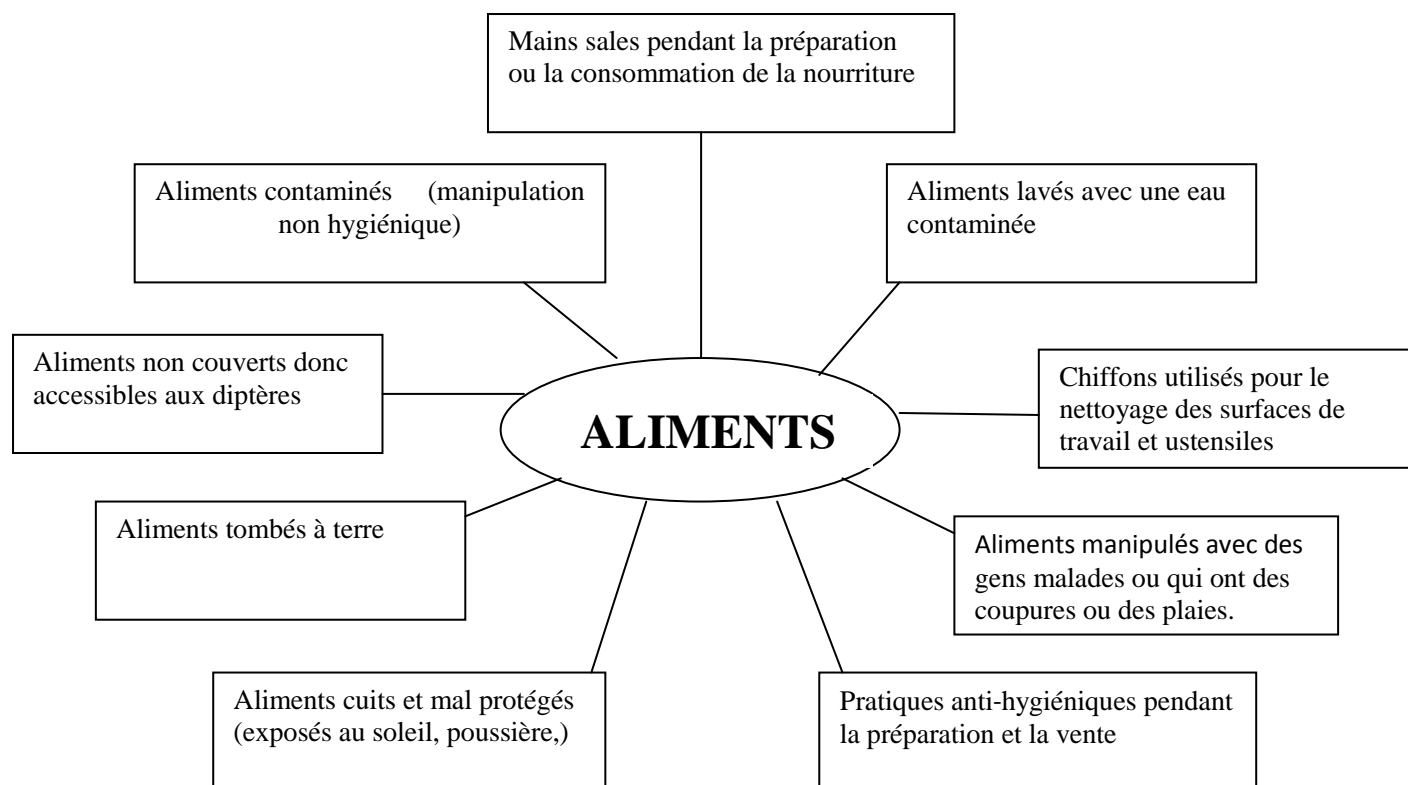 Mains sales pendant la préparation
ou la consommation de la nourriture
Aliments contaminés (manipulation
non hygiénique)
Aliments lavés avec une eau
contaminée
Aliments non couverts donc
accessibles aux diptères
Chiffons utilisés pour le
nettoyage des surfaces de
travail et ustensiles
ALIMENTS
Aliments tombés à terre
Aliments manipulés avec des
gens malades ou qui ont des
coupures ou des plaies.
Aliments cuits et mal protégés
(exposés au soleil, poussière,)
Pratiques anti-hygiéniques pendant
la préparation et la vente